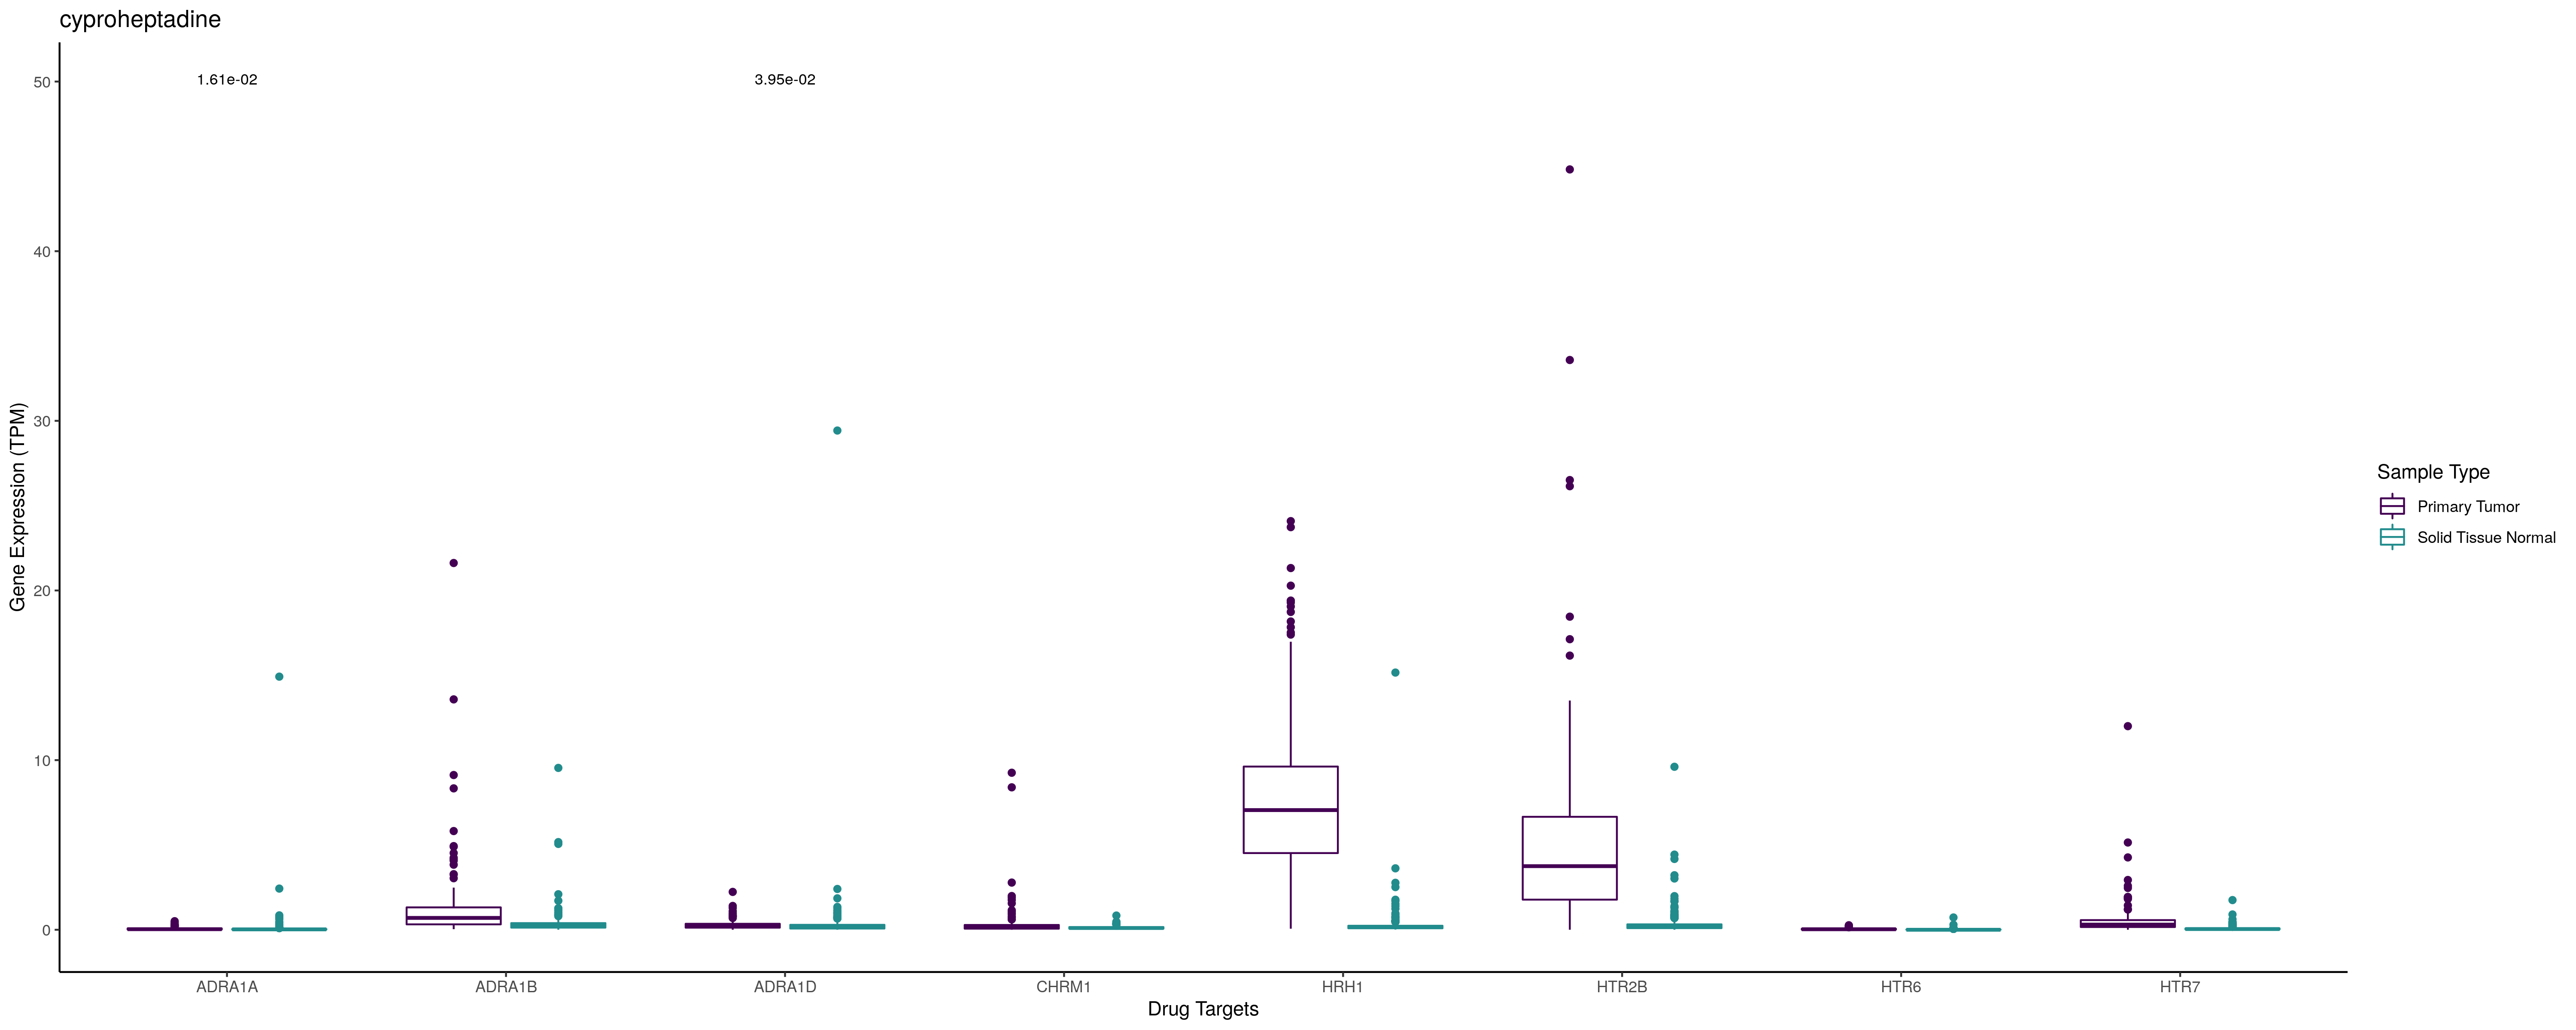 cyproheptadine
1.61e-02
3.95e-02
50
40
30
20
10
0
Gene Expression (TPM)
ADRA1A
ADRA1B
ADRA1D
CHRM1
HRH1
HTR2B
HTR6
HTR7
Drug Targets
Sample Type
Primary Tumor
Solid Tissue Normal